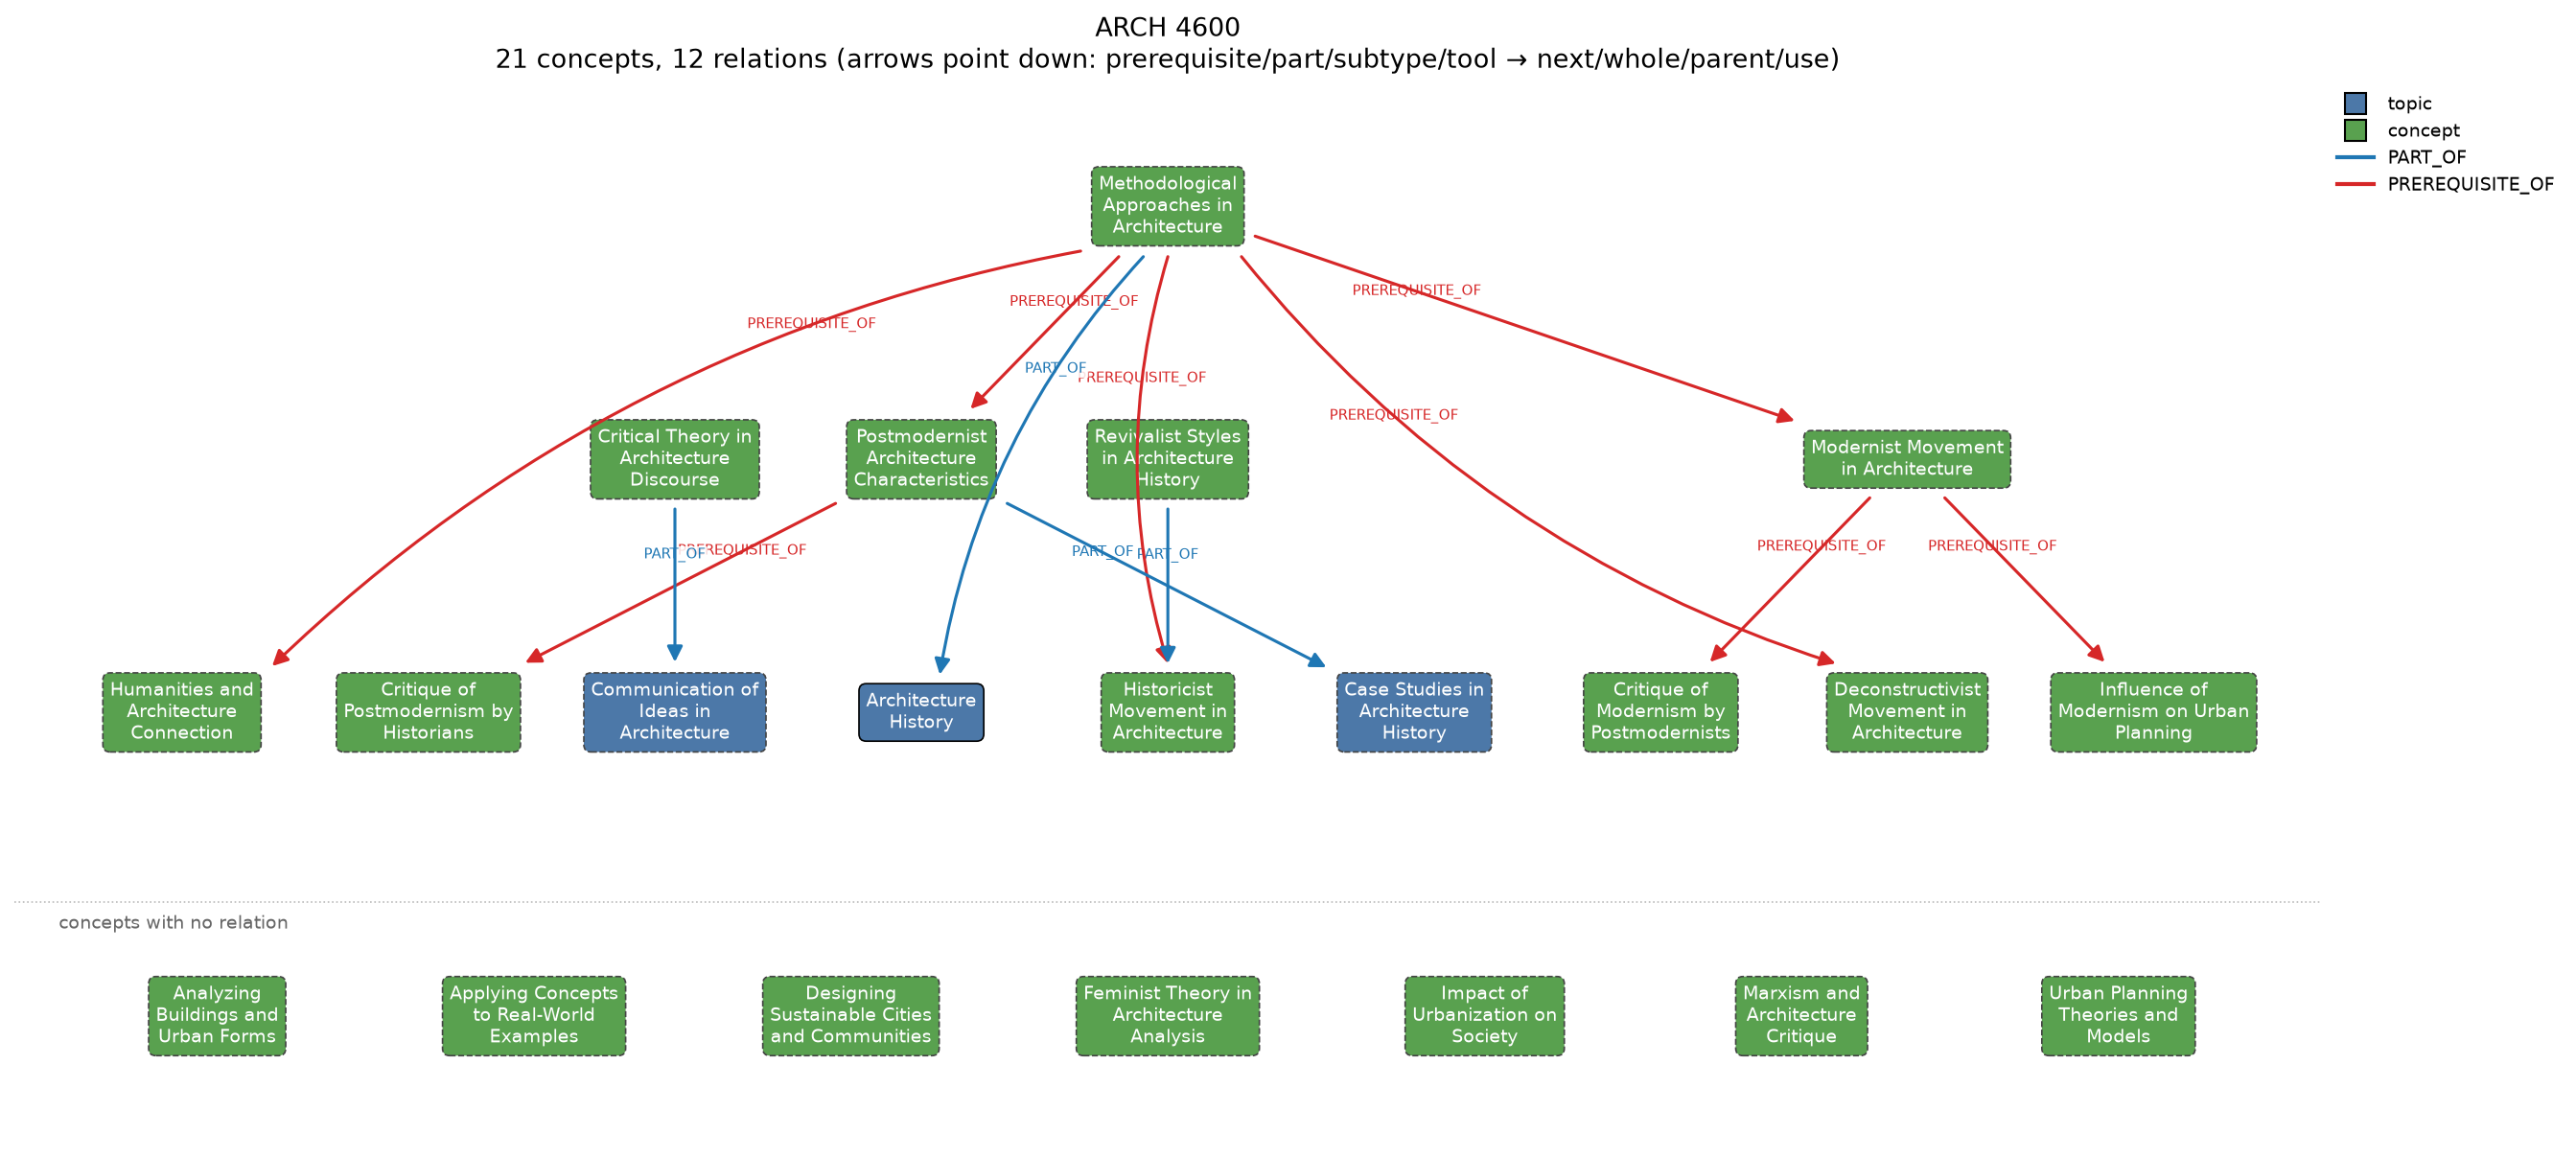 ARCH 4600
21 concepts, 12 relations (arrows point down: prerequisite/part/subtype/tool → next/whole/parent/use)
topic
concept
PART_OF
PREREQUISITE_OF
Methodological
Approaches in
Architecture
PREREQUISITE_OF
PREREQUISITE_OF
PREREQUISITE_OF
PART_OF
PREREQUISITE_OF
PREREQUISITE_OF
Critical Theory in
Architecture
Discourse
Postmodernist
Architecture
Characteristics
Revivalist Styles
in Architecture
History
Modernist Movement
in Architecture
PART_OF
PREREQUISITE_OF
PART_OF
PART_OF
PREREQUISITE_OF
PREREQUISITE_OF
Humanities and
Architecture
Connection
Critique of
Postmodernism by
Historians
Communication of
Ideas in
Architecture
Architecture
History
Historicist
Movement in
Architecture
Case Studies in
Architecture
History
Critique of
Modernism by
Postmodernists
Deconstructivist
Movement in
Architecture
Influence of
Modernism on Urban
Planning
concepts with no relation
Analyzing
Buildings and
Urban Forms
Applying Concepts
to Real-World
Examples
Designing
Sustainable Cities
and Communities
Feminist Theory in
Architecture
Analysis
Impact of
Urbanization on
Society
Marxism and
Architecture
Critique
Urban Planning
Theories and
Models